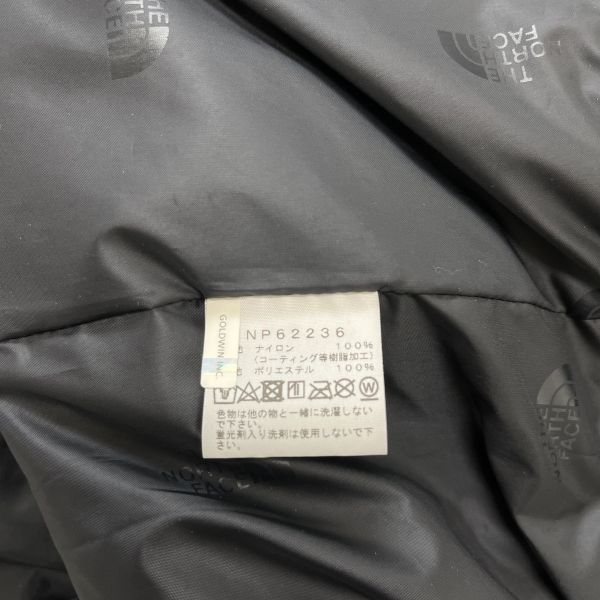 THE
NORTH
FACE
THE
NORTH
FACE
GOLDWIN INC.
NP62236
地 ナイロン 100%
(コーティング等樹脂加工)
地 ポリエステル 100%
色物は他の物と一緒に洗濯しない
で下さい。
蛍光剤入り洗剤は使用しないで下さい。
THE
NORTH
FACE
NORTH
FACE